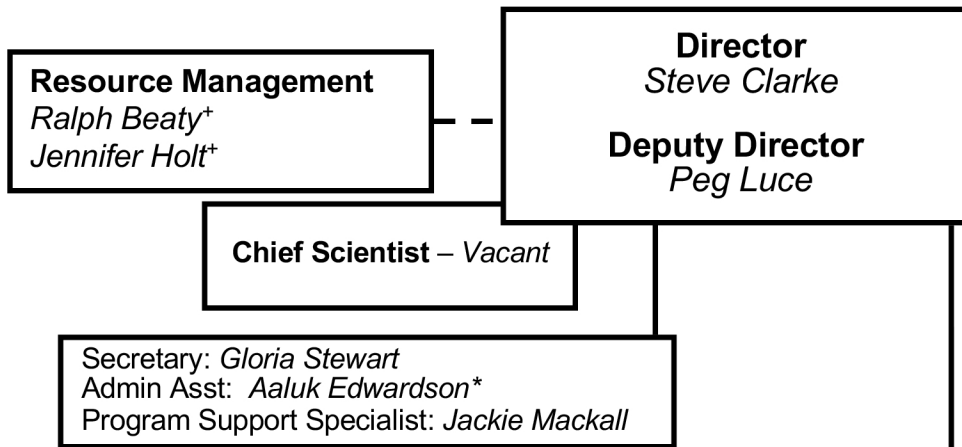 Director
Steve Clarke
Deputy Director
Peg Luce
Resource Management
Ralph Beaty+
Jennifer Holt+
Chief Scientist – Vacant
Secretary: Gloria Stewart
Admin Asst: Aaluk Edwardson*
Program Support Specialist: Jackie Mackall